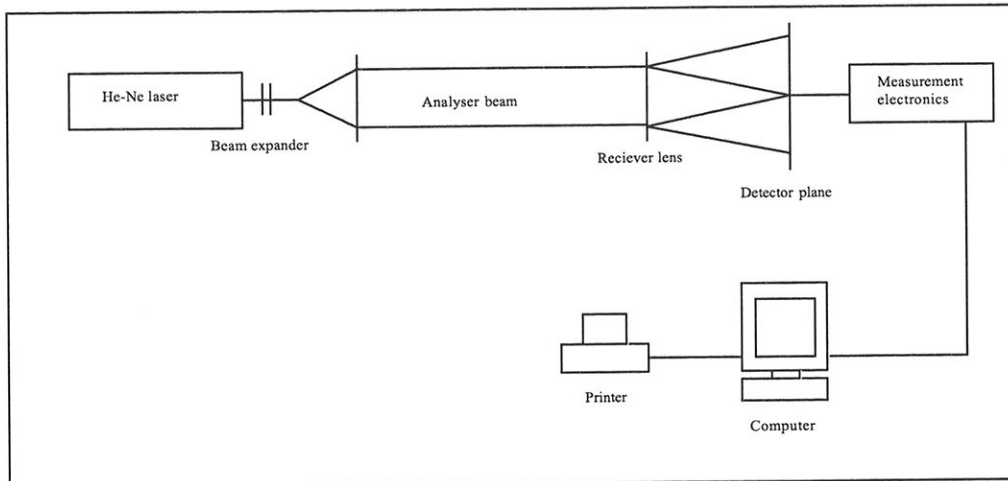 He-Ne laser
Beam expander
Analyser beam
Reciever lens
Detector plane
Measurement
electronics
Printer
Computer